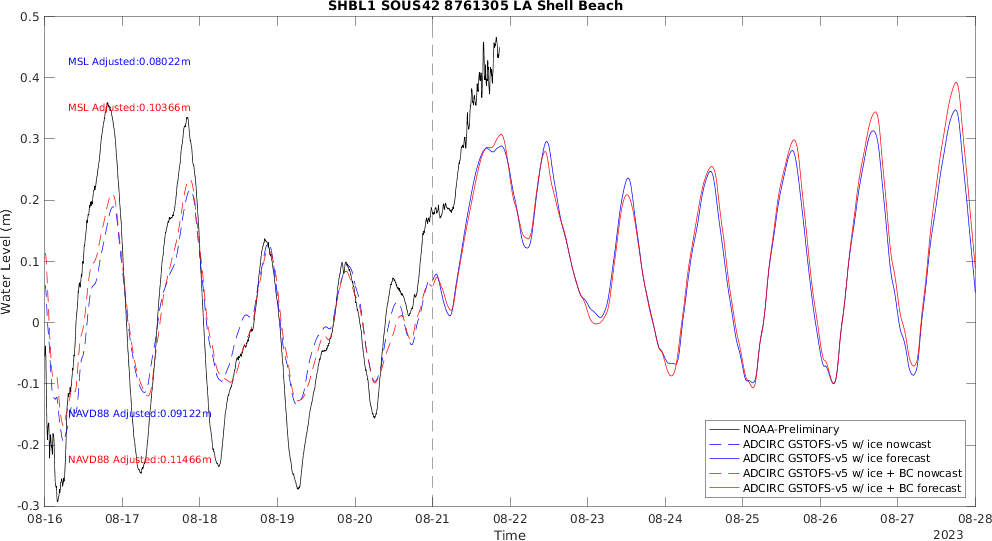 SHBL1 SOUS42 8761305 LA Shell Beach
0.5
0.4
0.3
0.2
0.1
0
-0.1
-0.2
-0.3
Water Level (m)
MSL Adjusted:0.08022m
MSL Adjusted:0.10366m
NAVD88 Adjusted:0.09122m
NAVD88 Adjusted:0.11466m
NOAA-Preliminary
ADCIRC GSTOFS-v5 w/ ice nowcast
ADCIRC GSTOFS-v5 w/ ice forecast
ADCIRC GSTOFS-v5 w/ ice + BC nowcast
ADCIRC GSTOFS-v5 w/ ice + BC forecast
08-16 08-17 08-18 08-19 08-20 08-21 08-22 08-23 08-24 08-25 08-26 08-27 08-28
Time
2023